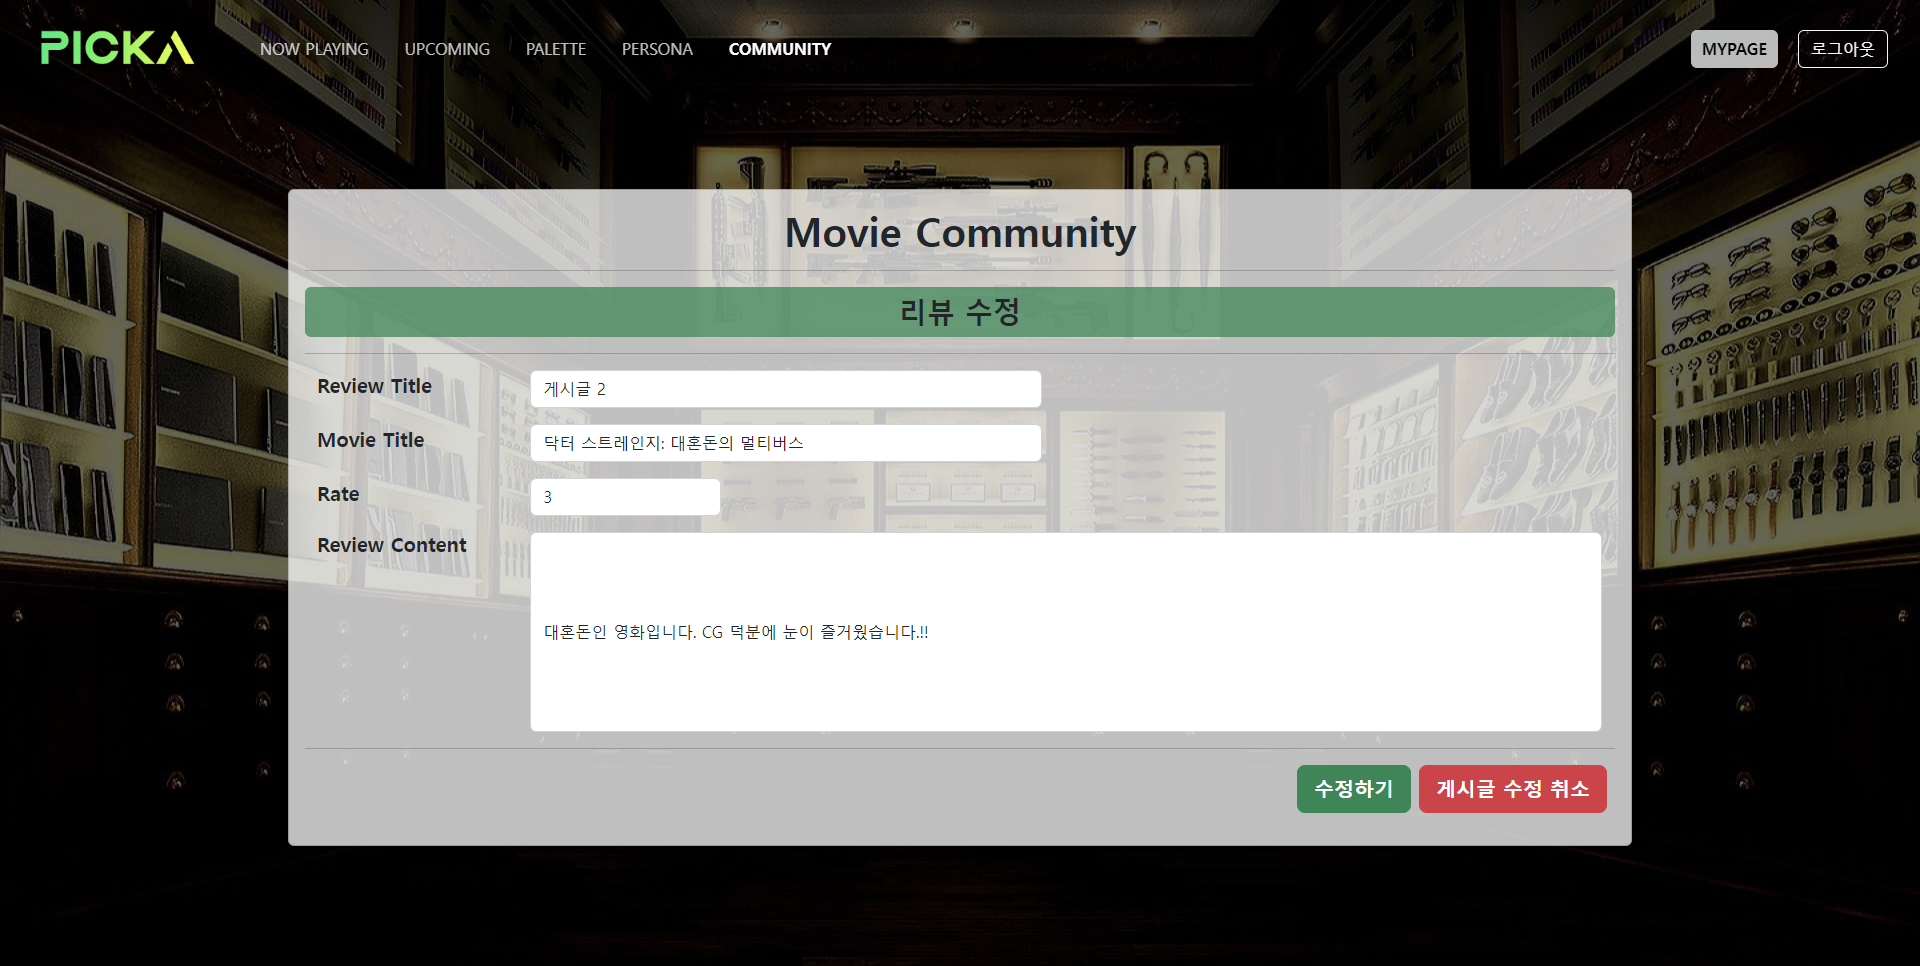 PICKA
NOW PLAYING UPCOMING PALETTE PERSONA COMMUNITY MYPAGE 로그아웃
Movie Community
리뷰 수정
Review Title 게시글 2
Movie Title 닥터 스트레인지: 대혼돈의 멀티버스
Rate 3
Review Content
대혼돈인 영화입니다. CG 덕분에 눈이 즐거웠습니다.!!
수정하기 게시글 수정 취소